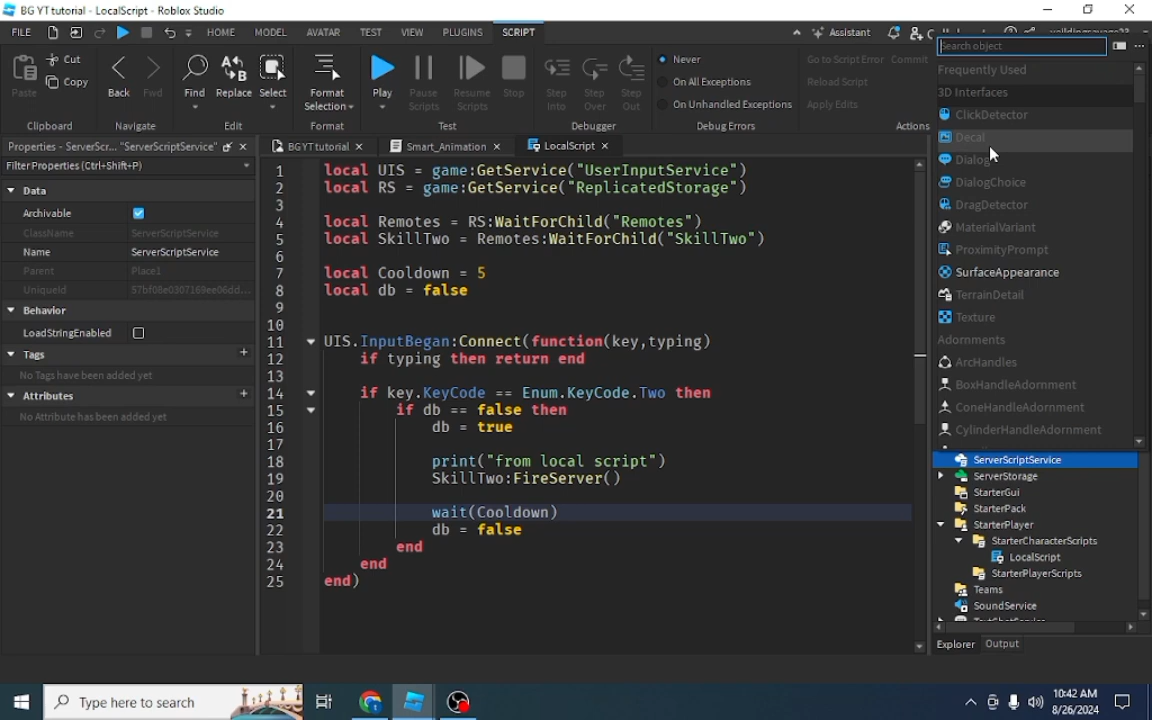 BG YT tutorial - LocalScript - Roblox Studio
FILE HOME MODEL AVATAR TEST VIEW PLUGINS SCRIPT Assistant
Paste Cut Copy Back Fwd Find Replace Select Format Selection Play Pause Scripts Resume Scripts Stop Step Into Step Over Step Out Never On All Exceptions On Unhandled Exceptions Go to Script Error Commit Reload Script Apply Edits
Clipboard Navigate Edit Format Test Debugger Debug Errors Actions
Properties - ServerScr... "ServerScriptService"
Filter Properties (Ctrl+Shift+P)
Data
Archivable
ClassName ServerScriptService
Name ServerScriptService
Parent Place1
UniqueId 57bf08e0307169ee06dd...
Behavior
LoadStringEnabled
Tags
No Tags have been added yet
Attributes
No Attribute has been added yet
BG YT tutorial Smart_Animation LocalScript
1 local UIS = game:GetService("UserInputService")
2 local RS = game:GetService("ReplicatedStorage")
3
4 local Remotes = RS:WaitForChild("Remotes")
5 local SkillTwo = Remotes:WaitForChild("SkillTwo")
6
7 local Cooldown = 5
8 local db = false
9
10
11 UIS.InputBegan:Connect(function(key,typing)
12 if typing then return end
13
14 if key.KeyCode == Enum.KeyCode.Two then
15 if db == false then
16 db = true
17
18 print("from local script")
19 SkillTwo:FireServer()
20
21 wait(Cooldown)
22 db = false
23 end
24 end
25 end)
Search object
Frequently Used
3D Interfaces
ClickDetector
Decal
Dialog
DialogChoice
DragDetector
MaterialVariant
ProximityPrompt
SurfaceAppearance
TerrainDetail
Texture
Adornments
ArcHandles
BoxHandleAdornment
ConeHandleAdornment
CylinderHandleAdornment
ServerScriptService
ServerStorage
StarterGui
StarterPack
StarterPlayer
StarterCharacterScripts
LocalScript
StarterPlayerScripts
Teams
SoundService
Explorer Output
Type here to search
10:42 AM
8/26/2024